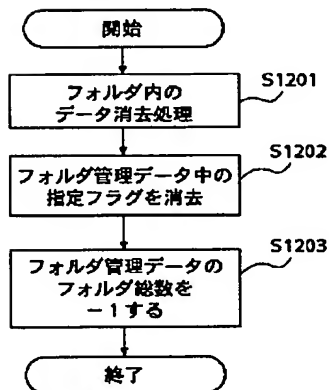 開始
フォルダ内の
データ消去処理
S1201
フォルダ管理データ中の
指定フラグを消去
S1202
フォルダ管理データの
フォルダ総数を
－1する
S1203
終了